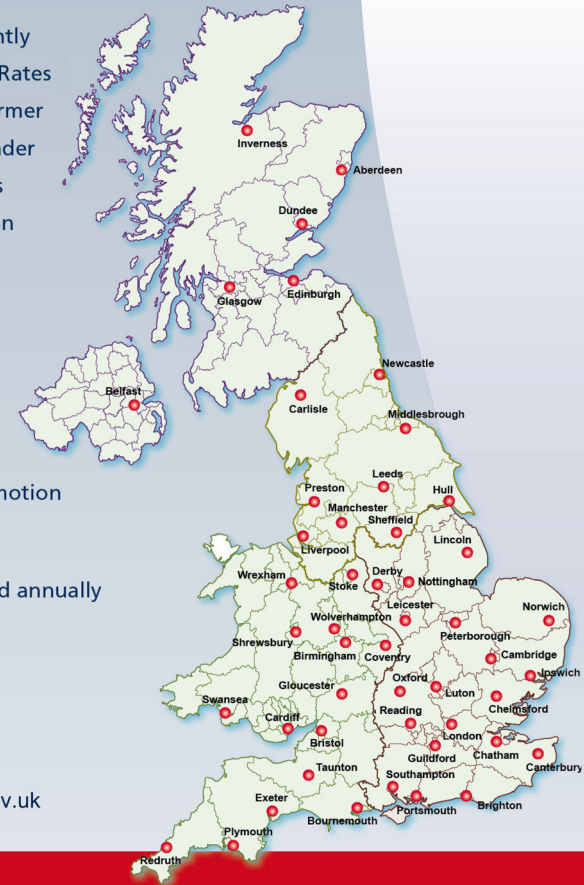 ntly
Rates
rmer
nder
s
n
notion
d annually
v.uk
Inverness
Aberdeen
Dundee
Glasgow
Edinburgh
Newcastle
Belfast
Carlisle
Middlesbrough
Leeds
Preston
Hull
Manchester
Sheffield
Liverpool
Lincoln
Wrexham
Stoke
Derby
Nottingham
Leicester
Norwich
Wolverhampton
Peterborough
Shrewsbury
Birmingham
Coventry
Cambridge
Ipswich
Gloucester
Oxford
Luton
Swansea
Cardiff
Reading
Chelmsford
Bristol
London
Guildford
Chatham
Canterbury
Taunton
Southampton
Exeter
Bournemouth
Portsmouth
Brighton
Plymouth
Redruth